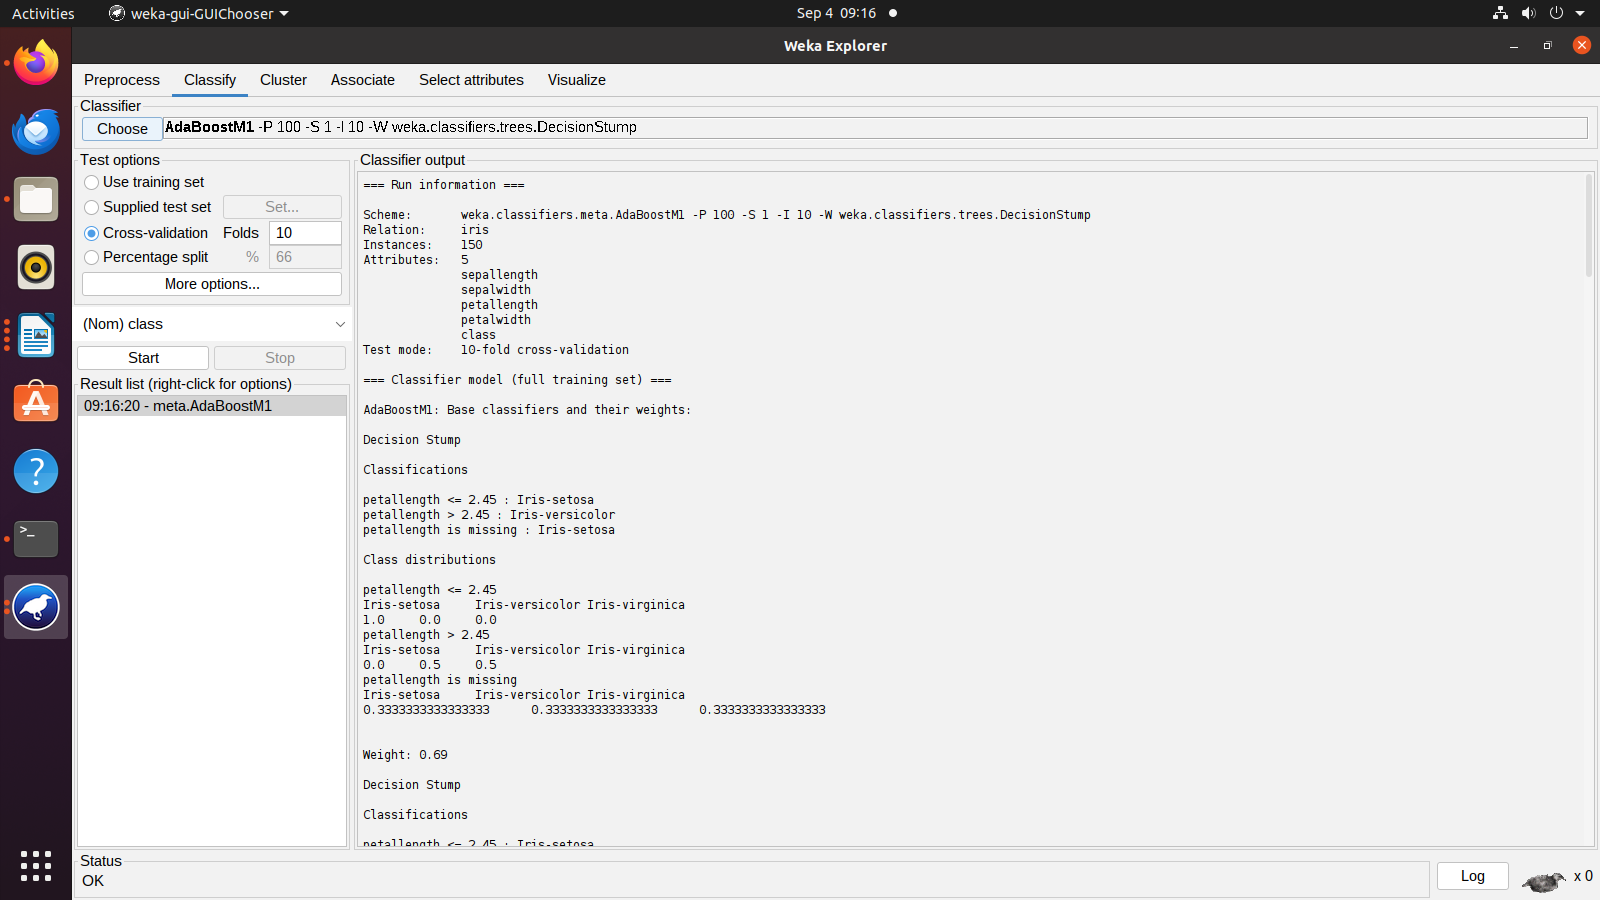 Activities
weka-gui-GUIChooser
Sep 4 09:16
Weka Explorer
Preprocess
Classify
Cluster
Associate
Select attributes
Visualize
Classifier
Choose
AdaBoostM1 -P 100 -S 1 -I 10 -W weka.classifiers.trees.DecisionStump
Test options
Use training set
Supplied test set
Set...
Cross-validation Folds 10
Percentage split % 66
More options...
(Nom) class
Start
Stop
Result list (right-click for options)
09:16:20 - meta.AdaBoostM1
Classifier output
=== Run information ===
Scheme: weka.classifiers.meta.AdaBoostM1 -P 100 -S 1 -I 10 -W weka.classifiers.trees.DecisionStump
Relation: iris
Instances: 150
Attributes: 5
sepallength
sepalwidth
petallength
petalwidth
class
Test mode: 10-fold cross-validation
=== Classifier model (full training set) ===
AdaBoostM1: Base classifiers and their weights:
Decision Stump
Classifications
petallength <= 2.45 : Iris-setosa
petallength > 2.45 : Iris-versicolor
petallength is missing : Iris-setosa
Class distributions
petallength <= 2.45
Iris-setosa Iris-versicolor Iris-virginica
1.0 0.0 0.0
petallength > 2.45
Iris-setosa Iris-versicolor Iris-virginica
0.0 0.5 0.5
petallength is missing
Iris-setosa Iris-versicolor Iris-virginica
0.3333333333333333 0.3333333333333333 0.3333333333333333
Weight: 0.69
Decision Stump
Classifications
petallength <= 2.45 : Iris-setosa
Status
OK
Log
x 0